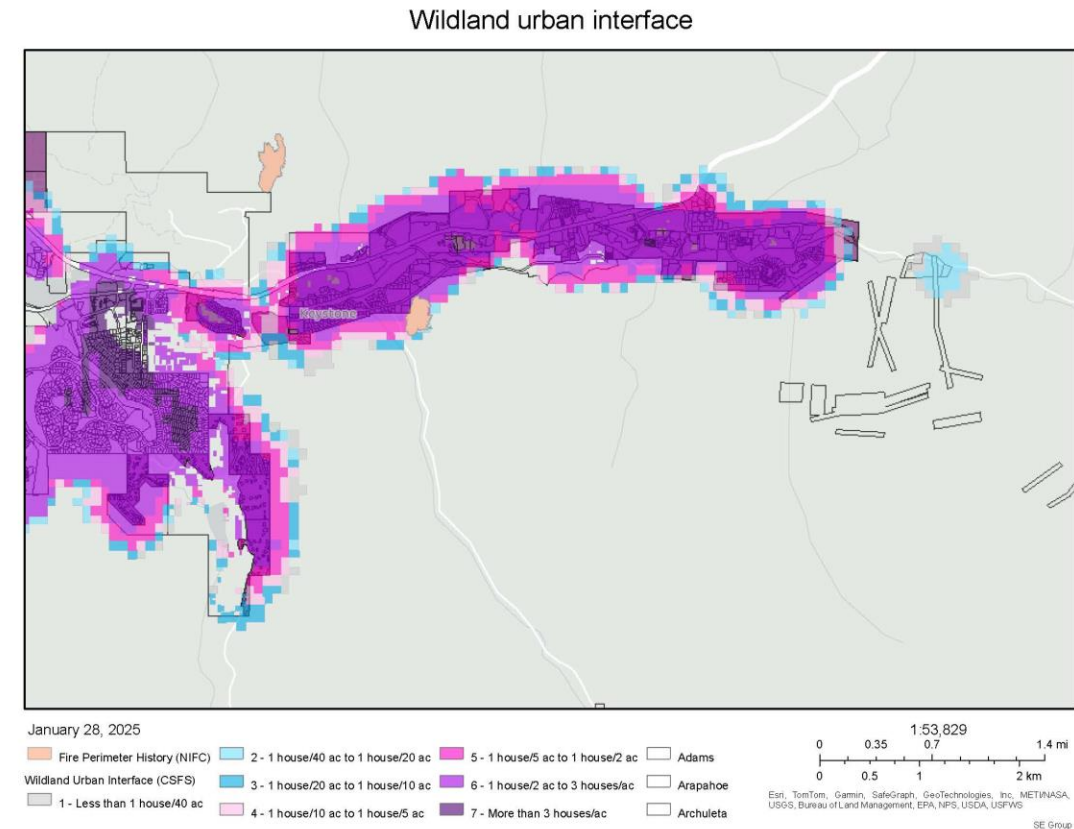 Wildland urban interface
Keystone
January 28, 2025
Fire Perimeter History (NIFC)
Wildland Urban Interface (CSFS)
1 - Less than 1 house/40 ac
2 - 1 house/40 ac to 1 house/20 ac
3 - 1 house/20 ac to 1 house/10 ac
4 - 1 house/10 ac to 1 house/5 ac
5 - 1 house/5 ac to 1 house/2 ac
6 - 1 house/2 ac to 3 houses/ac
7 - More than 3 houses/ac
Adams
Arapahoe
Archuleta
1:53,829
0 0.35 0.7 1.4 mi
0 0.5 1 2 km
Esri, TomTom, Garmin, SafeGraph, GeoTechnologies, Inc, METI/NASA,
USGS, Bureau of Land Management, EPA, NPS, USDA, USFWS
SE Group